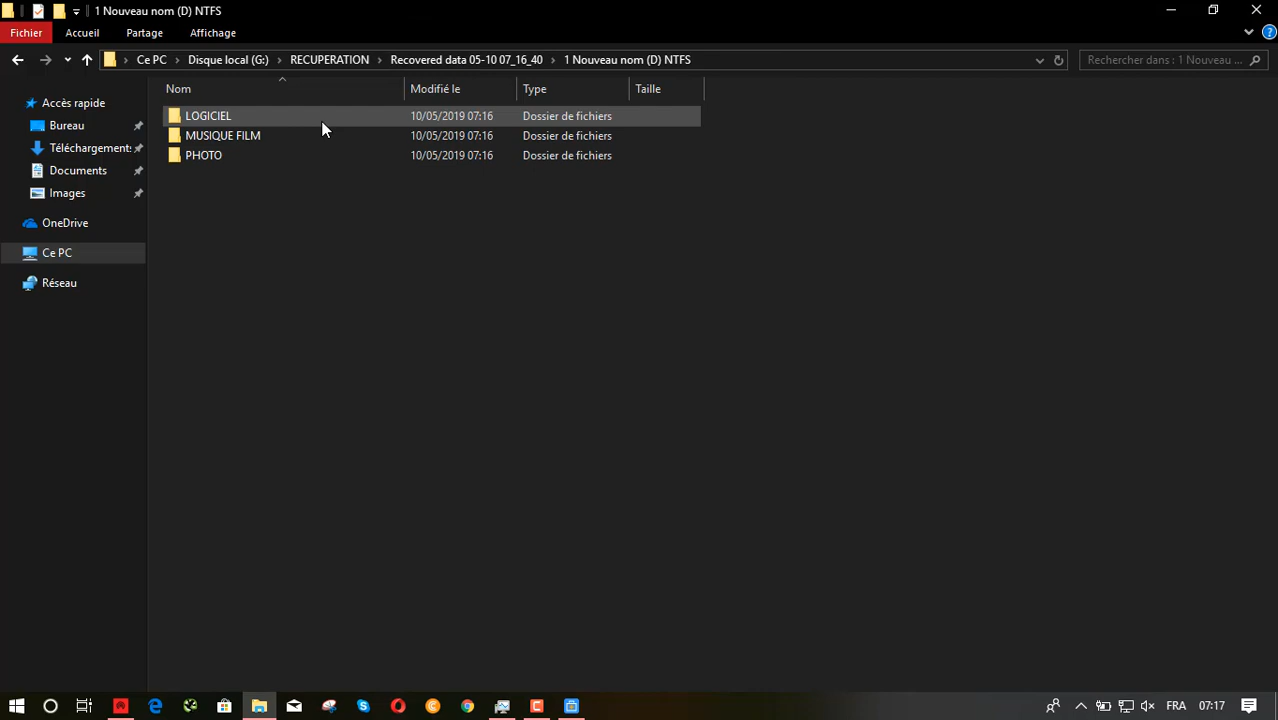 1 Nouveau nom (D) NTFS
Fichier Accueil Partage Affichage
Ce PC Disque local (G:) RECUPERATION Recovered data 05-10 07_16_40 1 Nouveau nom (D) NTFS Rechercher dans : 1 Nouveau ...
Nom Modifié le Type Taille
Accès rapide
Bureau
Téléchargements
Documents
Images
OneDrive
Ce PC
Réseau
LOGICIEL 10/05/2019 07:16 Dossier de fichiers
MUSIQUE FILM 10/05/2019 07:16 Dossier de fichiers
PHOTO 10/05/2019 07:16 Dossier de fichiers
FRA 07:17